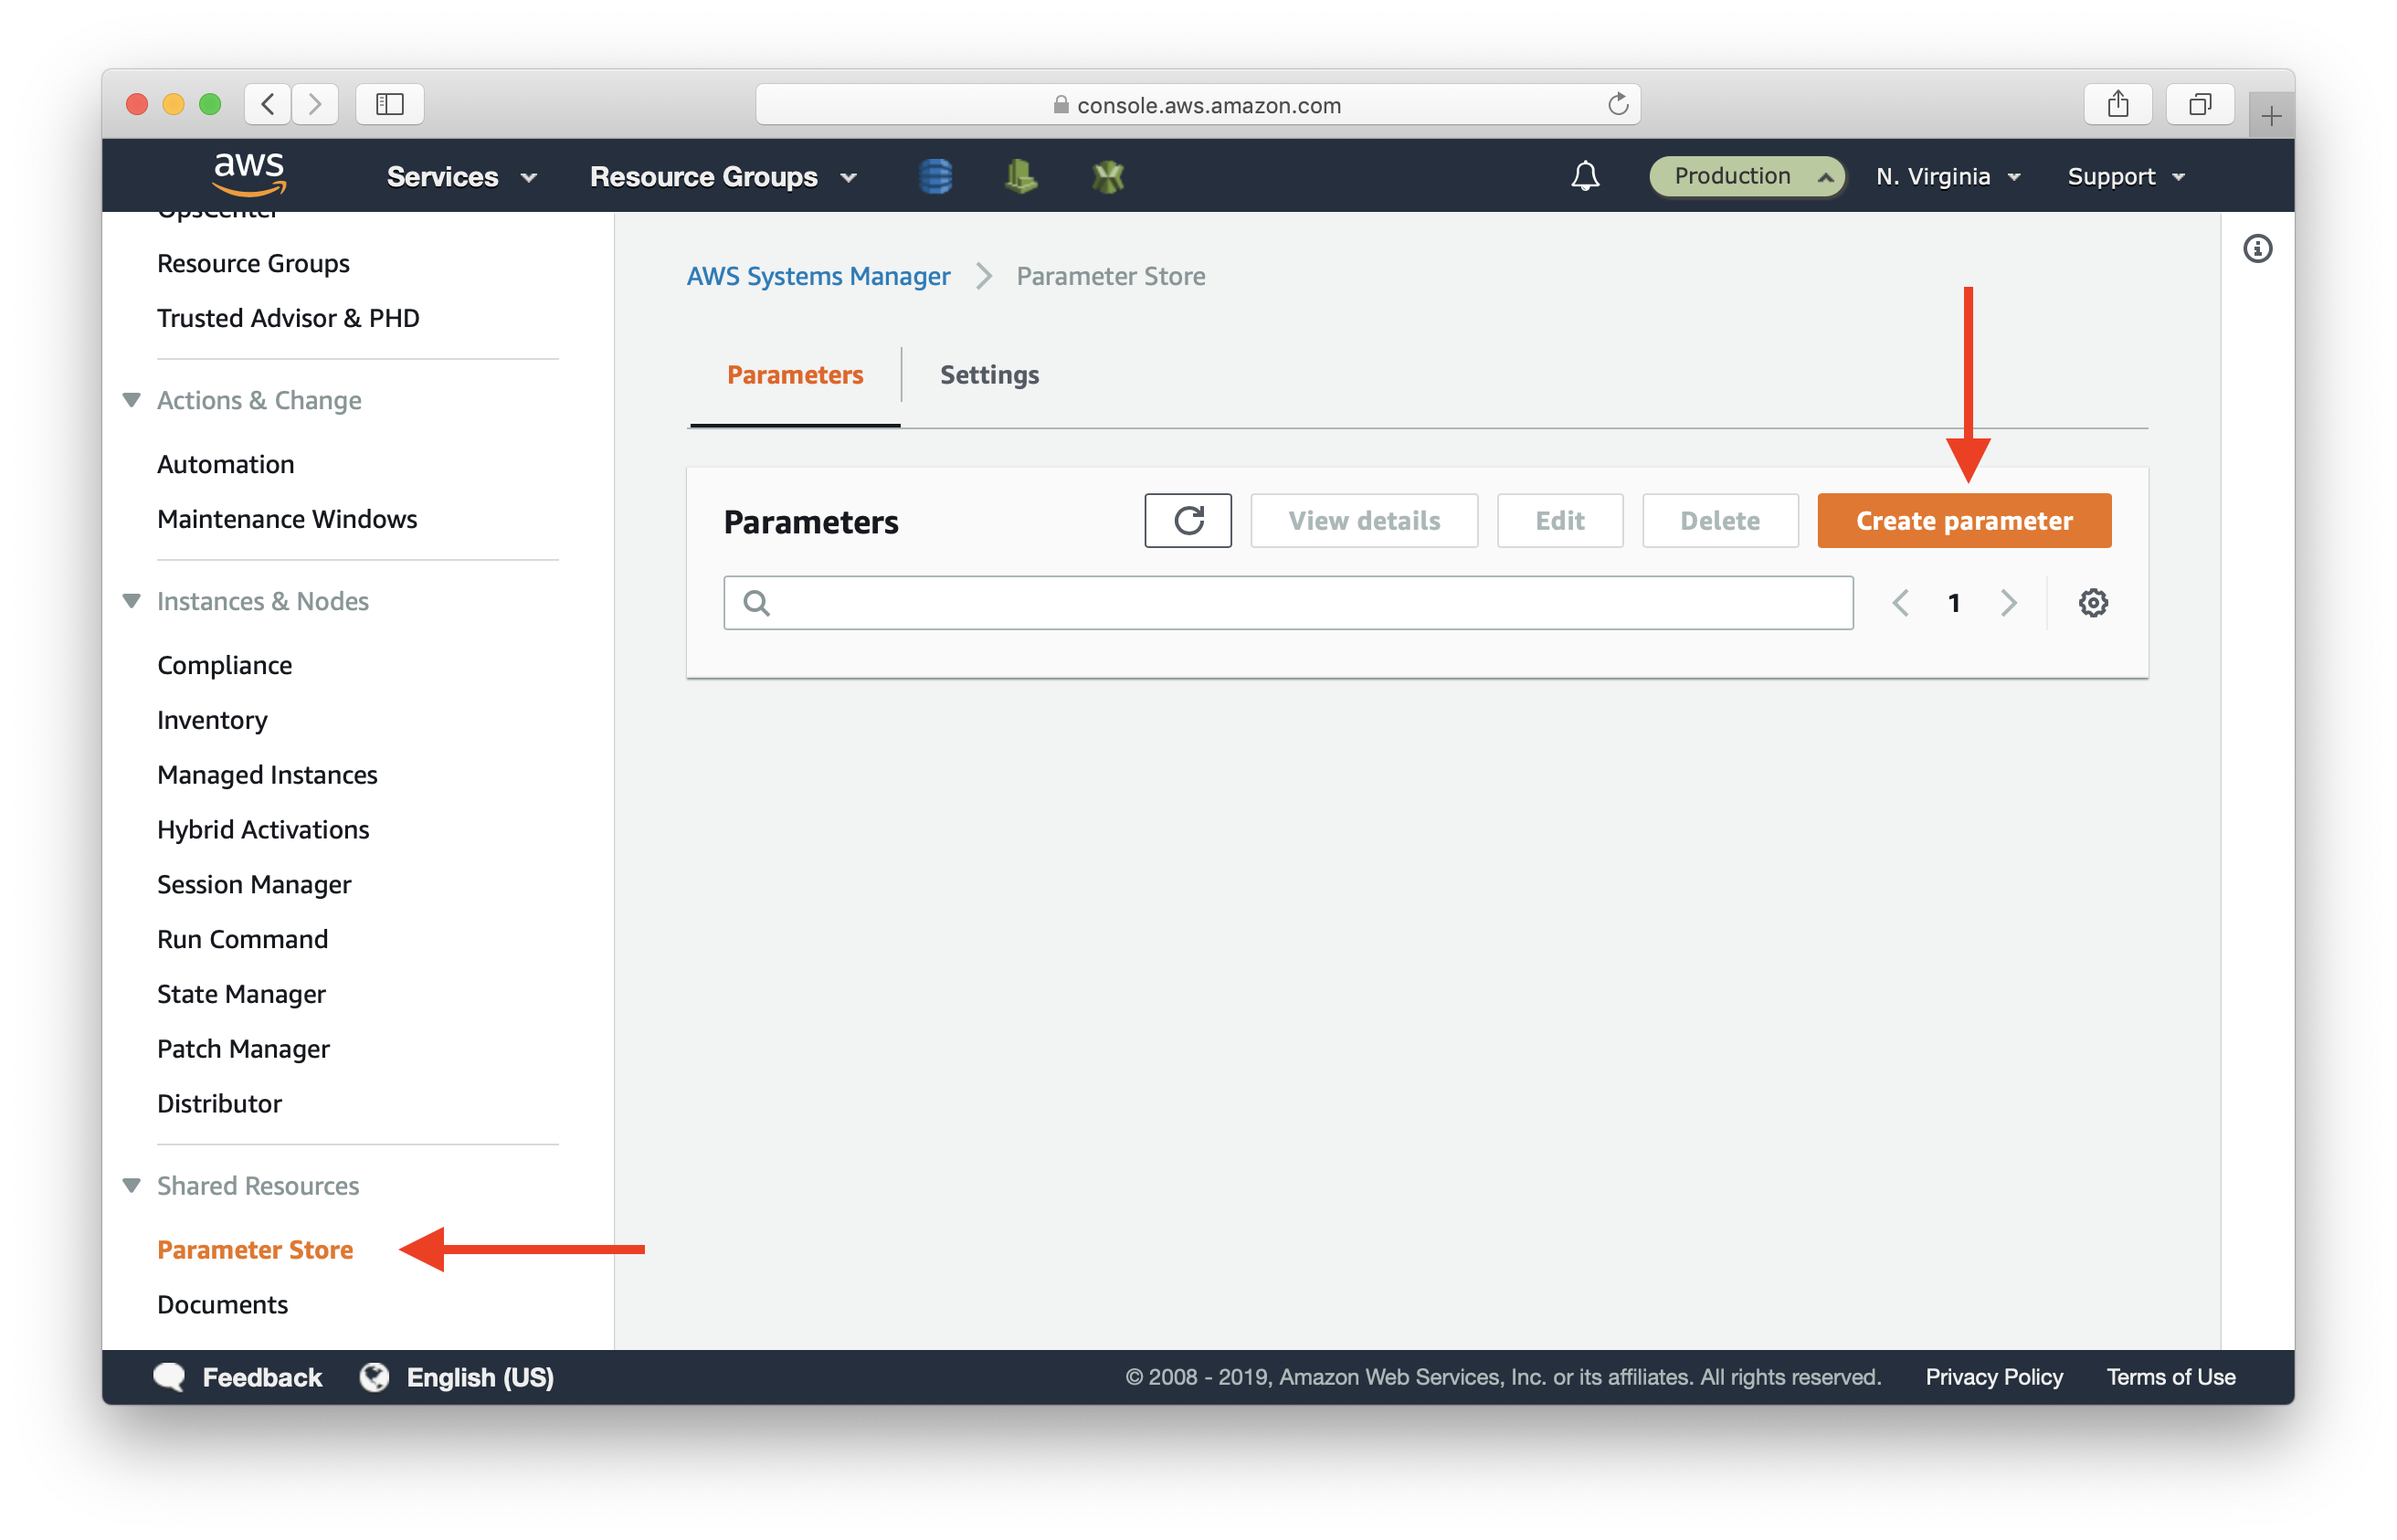 console.aws.amazon.com
aws Services Resource Groups Production N. Virginia Support
OpsCenter
Resource Groups
Trusted Advisor & PHD
Actions & Change
Automation
Maintenance Windows
Instances & Nodes
Compliance
Inventory
Managed Instances
Hybrid Activations
Session Manager
Run Command
State Manager
Patch Manager
Distributor
Shared Resources
Parameter Store
Documents
AWS Systems Manager Parameter Store
Parameters Settings
Parameters View details Edit Delete Create parameter
1
Feedback English (US) © 2008 - 2019, Amazon Web Services, Inc. or its affiliates. All rights reserved. Privacy Policy Terms of Use